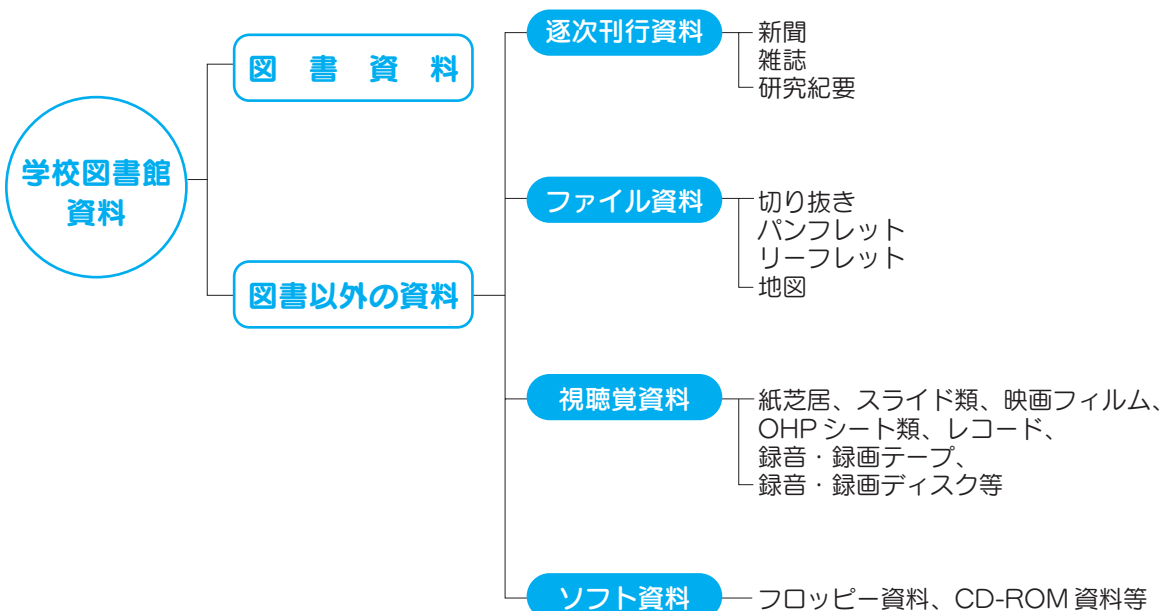 学校図書館
資料
図書資料
図書以外の資料
逐次刊行資料
新聞
雑誌
研究紀要
ファイル資料
切り抜き
パンフレット
リーフレット
地図
視聴覚資料
紙芝居、スライド類、映画フィルム、
OHPシート類、レコード、
録音・録画テープ、
録音・録画ディスク等
ソフト資料
フロッピー資料、CD-ROM資料等